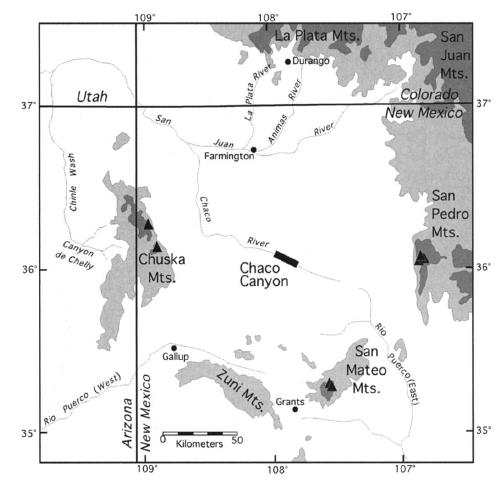 109°
108°
107°
La Plata Mts.
San
Juan
Mts.
Durango
La Plata
River
Animas
River
37°
Utah
Colorado
37°
New Mexico
San
Juan
River
Farmington
Chinle Wash
Chaco
River
San
Pedro
Mts.
Canyon
de Chelly
Chuska
Mts.
Chaco
Canyon
36°
36°
Rio
Puerco (East)
San
Mateo
Mts.
Gallup
Zuni Mts.
Grants
Rio Puerco (West)
Arizona
New Mexico
0
50
Kilometers
35°
35°
109°
108°
107°